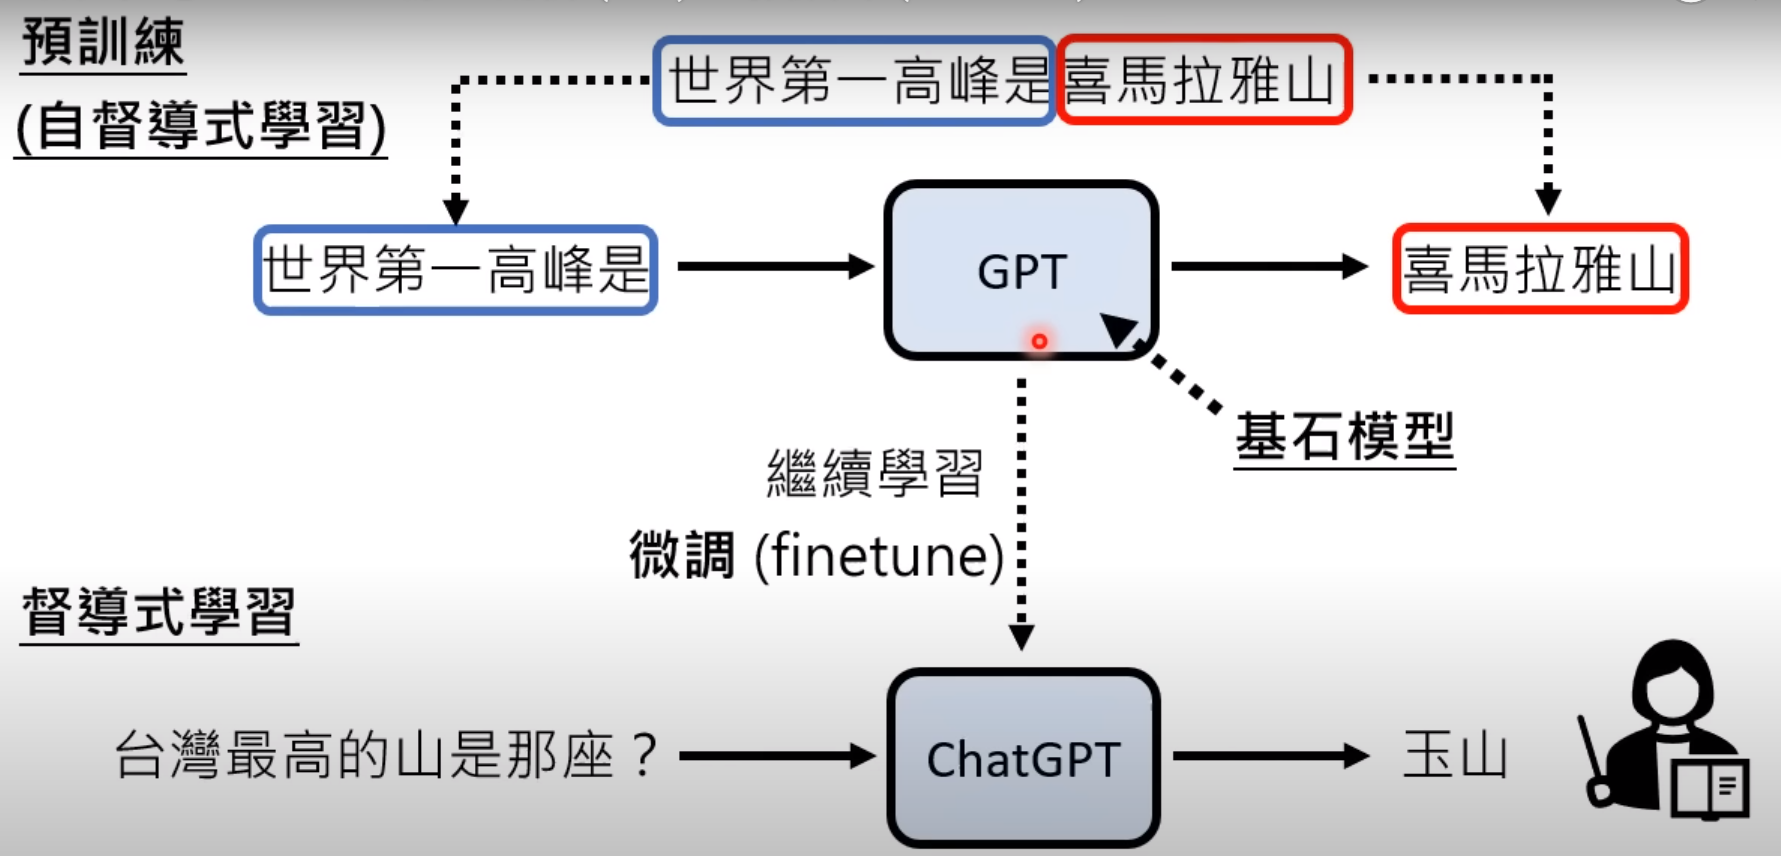 預訓練
(自督導式學習)
世界第一高峰是喜馬拉雅山
世界第一高峰是
GPT
喜馬拉雅山
基石模型
繼續學習
微調 (finetune)
督導式學習
台灣最高的山是那座？
ChatGPT
玉山